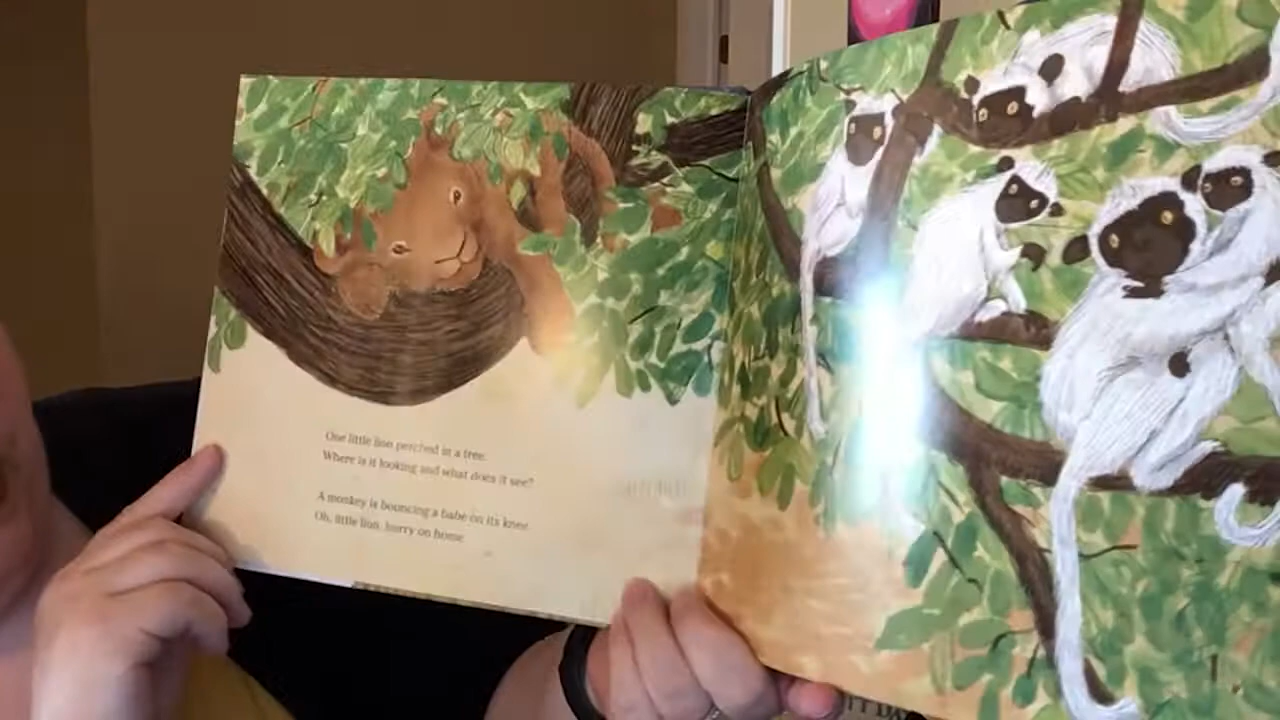 One little lion perched in a tree.
Where is it looking and what does it see?
A monkey is bouncing a babe on its knee.
Oh, little lion, hurry on home.